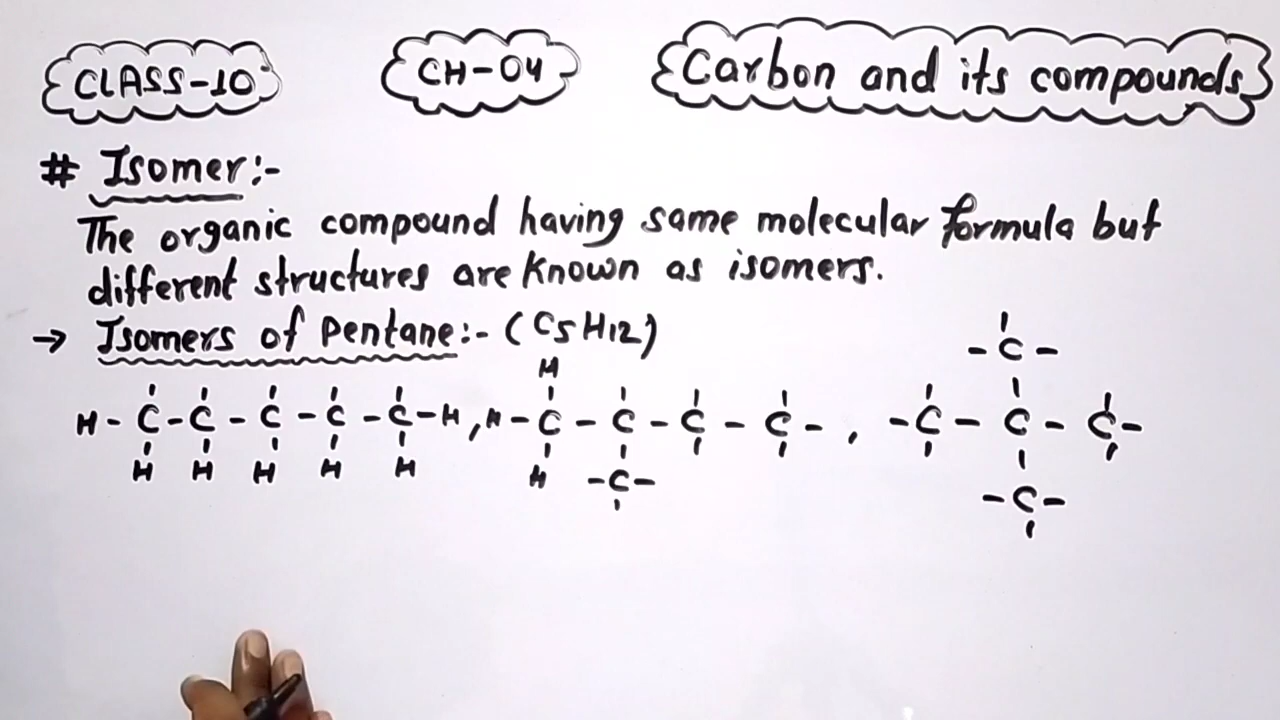 CLASS-10
CH-04
Carbon and its compounds
# Isomer:-
The organic compound having same molecular formula but
different structures are known as isomers.
→ Isomers of Pentane:- (C5H12)
H
H - C - C - C - C - C - H , H - C - C - C - C - , - C - C - C -
- C -
H H H H H H - C - - C -